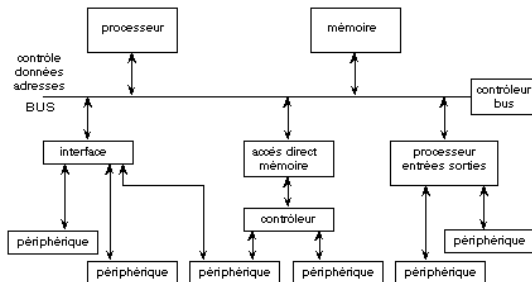 processeur
mémoire
contrôle
données
adresses
BUS
contrôleur
bus
interface
accés direct
mémoire
processeur
entrées sorties
contrôleur
périphérique
périphérique
périphérique
périphérique
périphérique
périphérique
périphérique